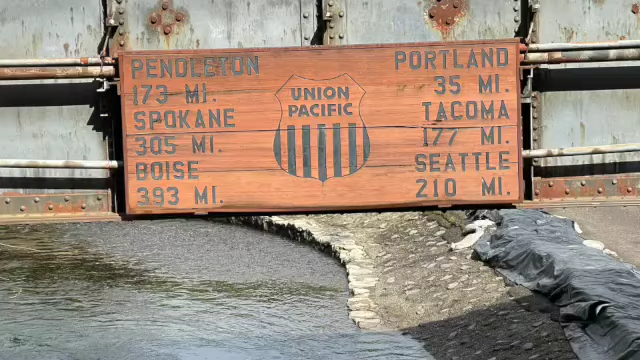 PENDLETON
173 MI.
SPOKANE
305 MI.
BOISE
393 MI.
UNION
PACIFIC
PORTLAND
35 MI.
TACOMA
177 MI.
SEATTLE
210 MI.